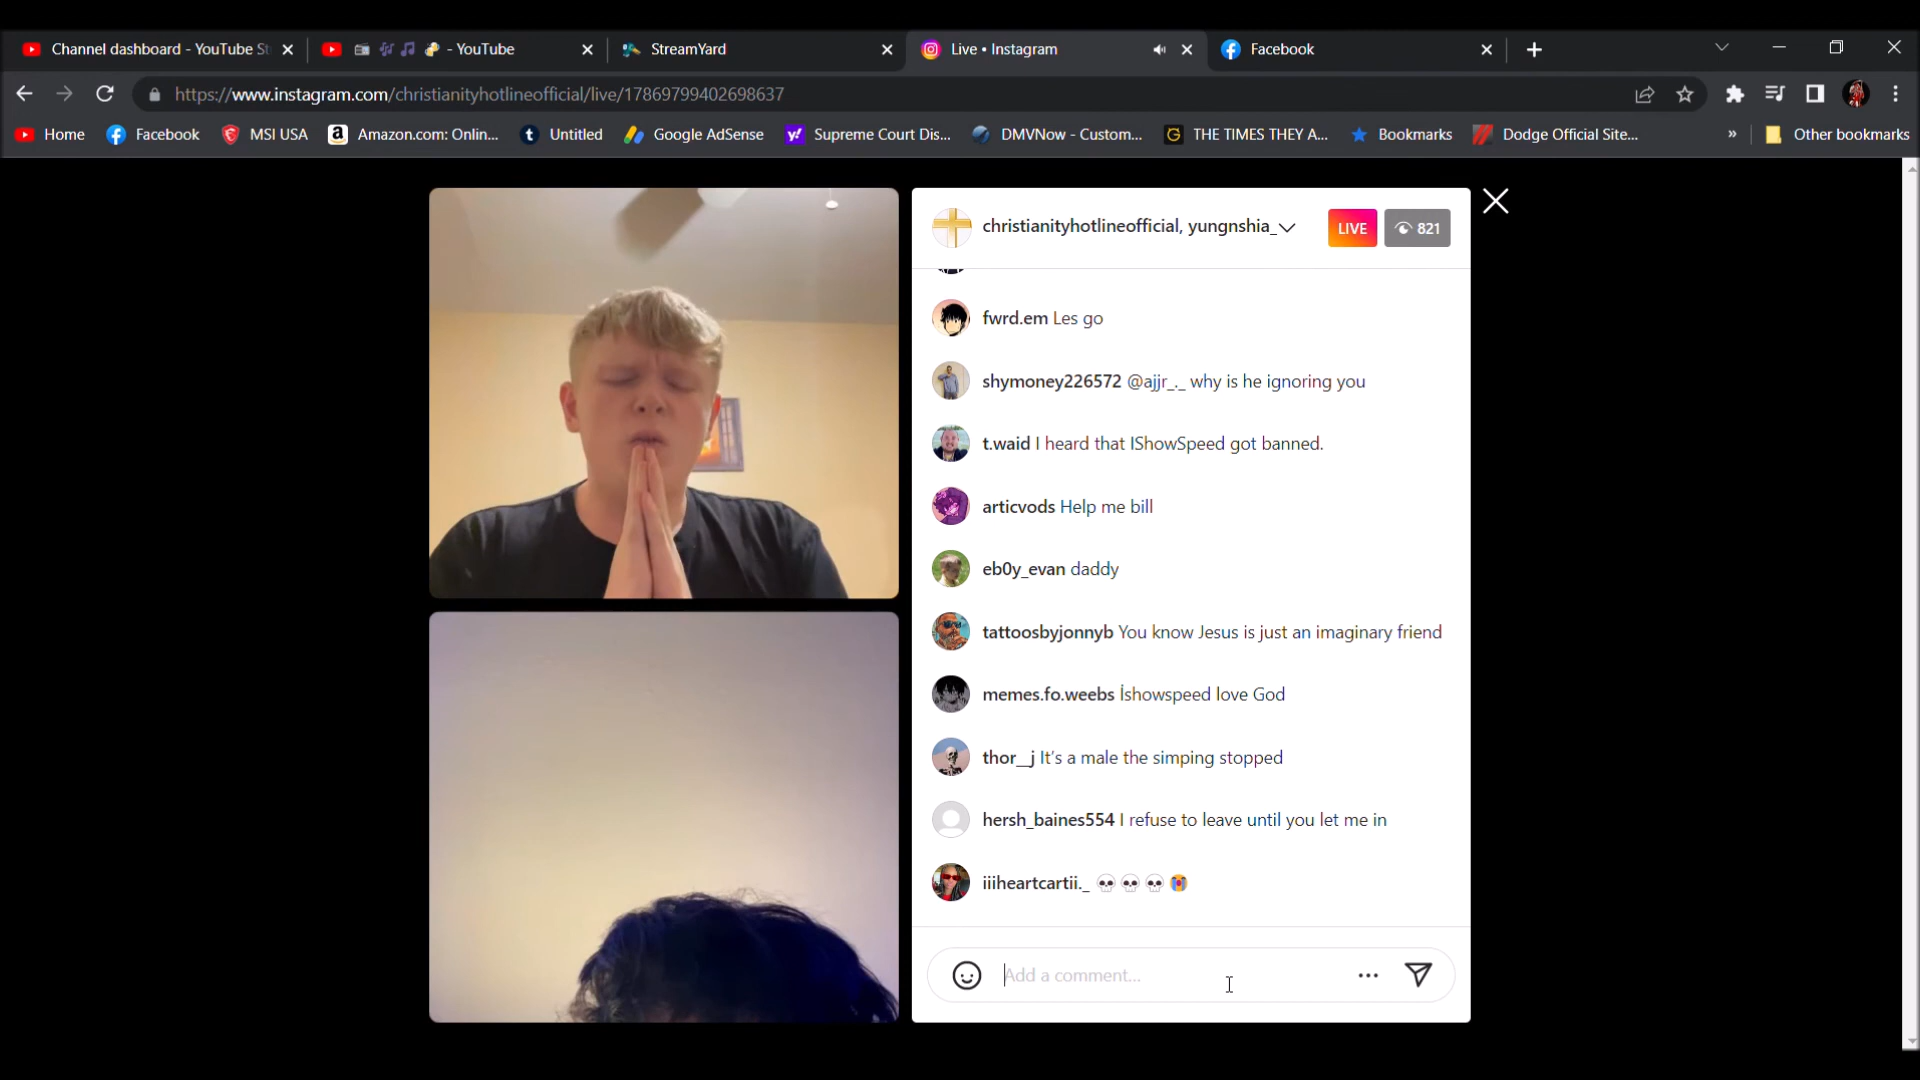 Channel dashboard - YouTube St
- YouTube
StreamYard
Live • Instagram
Facebook
https://www.instagram.com/christianityhotlineofficial/live/17869799402698637
Home
Facebook
MSI USA
Amazon.com: Onlin...
Untitled
Google AdSense
Supreme Court Dis...
DMVNow - Custom...
THE TIMES THEY A...
Bookmarks
Dodge Official Site...
»
Other bookmarks
christianityhotlineofficial, yungnshia_
LIVE
821
fwrd.em Les go
shymoney226572 @ajjr_._ why is he ignoring you
t.waid I heard that IShowSpeed got banned.
articvods Help me bill
eb0y_evan daddy
tattoosbyjonnyb You know Jesus is just an imaginary friend
memes.fo.weebs İshowspeed love God
thor__j It's a male the simping stopped
hersh_baines554 I refuse to leave until you let me in
iiiheartcartii._ 💀💀💀😭
Add a comment...